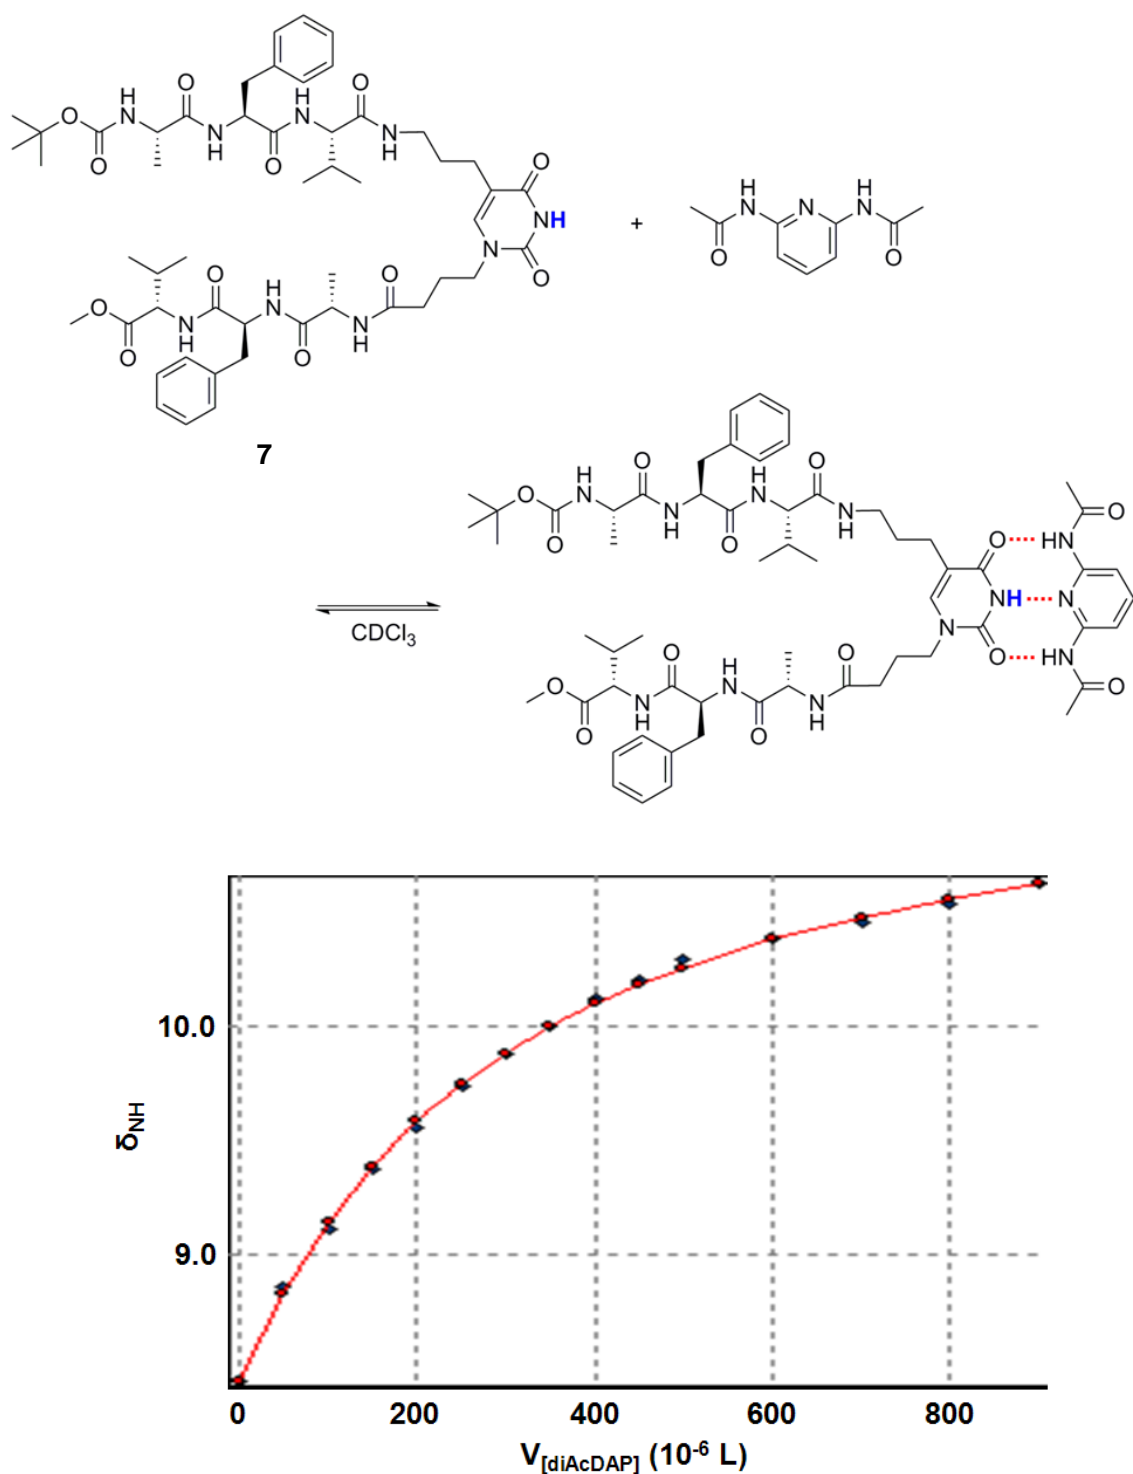 O O
H H
O N N
N N
O O H H
O
H H
N N N
NH +
O O
N
O O
H
O N
N N
O O H H
7
O O
H H O
O N N
N N
O O H H
O HN
NH N
CDCl3
O O
H O HN
O N
N N O
O O H H
10.0
δNH
9.0
0 200 400 600 800
V[diAcDAP] (10-6 L)